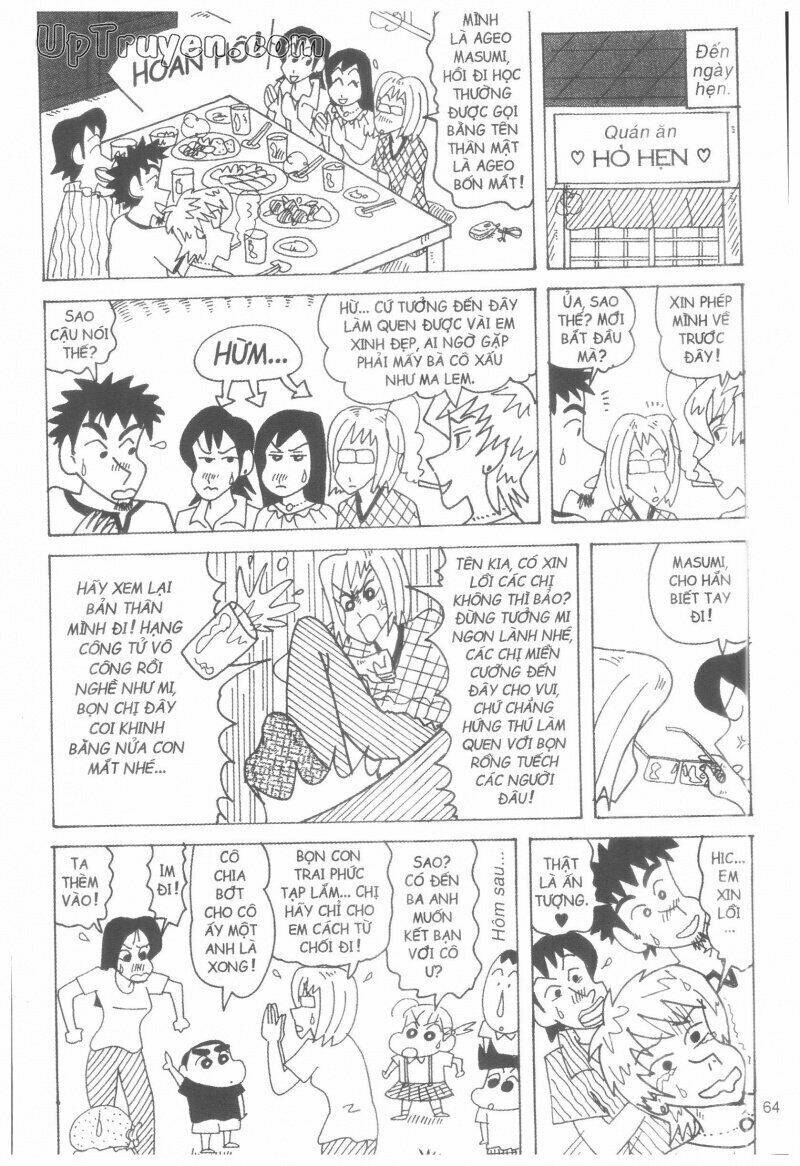 UpTruyen.com
Đến
ngày
hẹn.
Quán ăn
♡ HÒ HẸN ♡
MÌNH
LÀ AGEO
MASUMI,
HỒI ĐI HỌC
THƯỜNG
ĐƯỢC GỌI
BẰNG TÊN
THÂN MẬT
LÀ AGEO
BỐN MẮT!
HOAN HÔ!
XIN PHÉP
MÌNH VỀ
TRƯỚC
ĐÂY!
ỦA, SAO
THẾ? MỚI
BẮT ĐẦU
MÀ?
HỪ... CỨ TƯỞNG ĐẾN ĐÂY
LÀM QUEN ĐƯỢC VÀI EM
XINH ĐẸP, AI NGỜ GẶP
PHẢI MẤY BÀ CÔ XẤU
NHƯ MA LEM.
HỪM...
SAO
CẬU NÓI
THẾ?
MASUMI,
CHO HẮN
BIẾT TAY
ĐI!
TÊN KIA, CÓ XIN
LỖI CÁC CHỊ
KHÔNG THÌ BẢO?
ĐỪNG TƯỞNG MI
NGON LÀNH NHÉ,
CÁC CHỊ MIỄN
CƯỠNG ĐẾN
ĐÂY CHO VUI,
CHỨ CHẲNG
HỨNG THÚ LÀM
QUEN VỚI BỌN
RỖNG TUẾCH
CÁC NGƯỜI
ĐÂU!
HÃY XEM LẠI
BẢN THÂN
MÌNH ĐI! HẠNG
CÔNG TỬ VÔ
CÔNG RỒI
NGHỀ NHƯ MI,
BỌN CHỊ ĐÂY
COI KHINH
BẰNG NỬA CON
MẮT NHÉ...
HIC...
EM
XIN
LỖI
...
THẬT
LÀ ẤN
TƯỢNG.
♥
Hôm sau...
SAO?
CÓ ĐẾN
BA ANH
MUỐN
KẾT BẠN
VỚI CÔ
Ư?
BỌN CON
TRAI PHỨC
TẠP LẮM... CHỊ
HÃY CHỈ CHO
EM CÁCH TỪ
CHỐI ĐI!
CÔ
CHIA
BỚT
CHO CÔ
ẤY MỘT
ANH LÀ
XONG!
IM
ĐI!
TA
THÈM
VÀO!
64